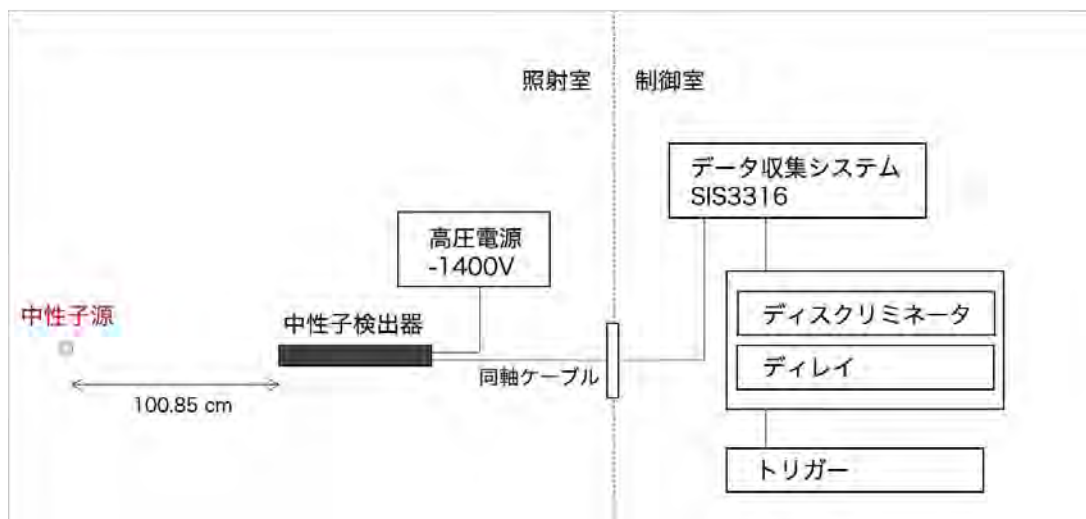 照射室
制御室
データ収集システム
SIS3316
高圧電源
-1400V
中性子源
中性子検出器
ディスクリミネータ
ディレイ
同軸ケーブル
100.85 cm
トリガー